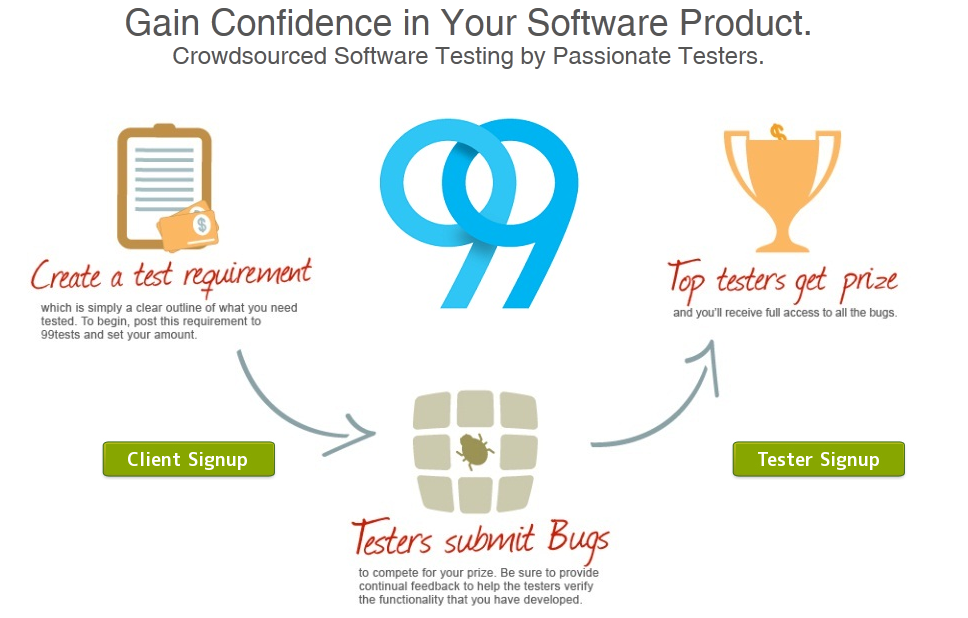 Gain Confidence in Your Software Product.
Crowdsourced Software Testing by Passionate Testers.
99
$
$
Create a test requirement
which is simply a clear outline of what you need
tested. To begin, post this requirement to
99tests and set your amount.
Top testers get prize
and you'll receive full access to all the bugs.
Client Signup
Tester Signup
Testers submit Bugs
to compete for your prize. Be sure to provide
continual feedback to help the testers verify
the functionality that you have developed.